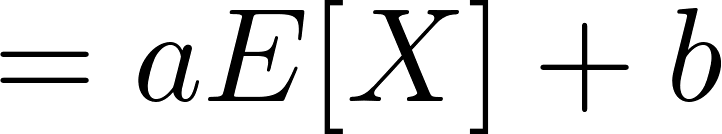 = aE[X] + b